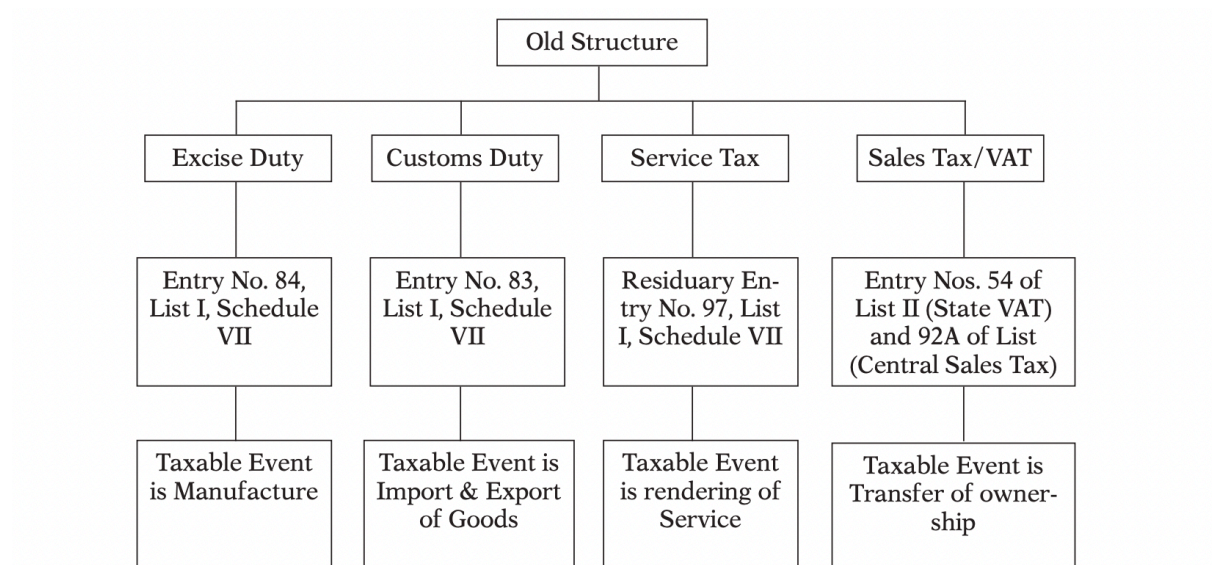 Old Structure
Excise Duty
Customs Duty
Service Tax
Sales Tax/VAT
Entry No. 84,
List I, Schedule
VII
Entry No. 83,
List I, Schedule
VII
Residuary En-
try No. 97, List
I, Schedule VII
Entry Nos. 54 of
List II (State VAT)
and 92A of List
(Central Sales Tax)
Taxable Event
is Manufacture
Taxable Event is
Import & Export
of Goods
Taxable Event
is rendering of
Service
Taxable Event is
Transfer of owner-
ship